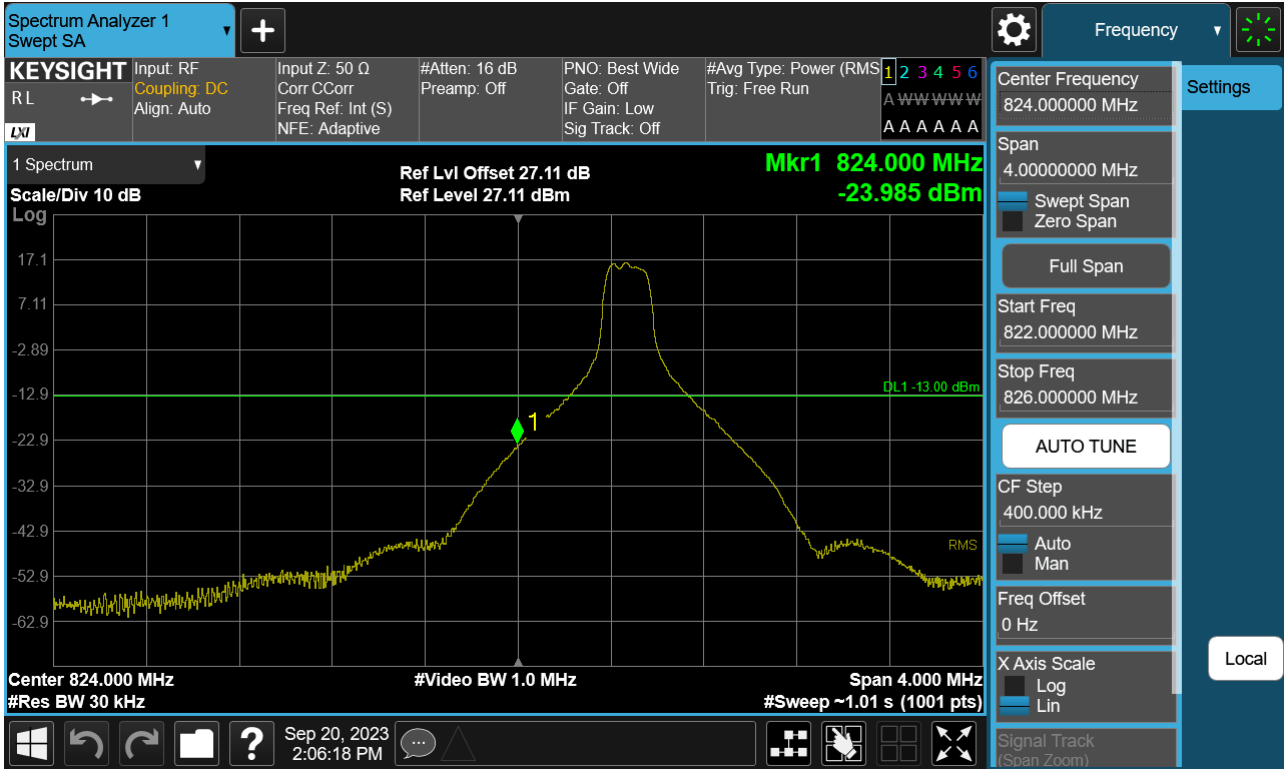 Spectrum Analyzer 1
Swept SA
+
Frequency
KEYSIGHT
R L
LXI
Input: RF
Coupling: DC
Align: Auto
Input Z: 50 Ω
Corr CCorr
Freq Ref: Int (S)
NFE: Adaptive
#Atten: 16 dB
Preamp: Off
PNO: Best Wide
Gate: Off
IF Gain: Low
Sig Track: Off
#Avg Type: Power (RMS
Trig: Free Run
1 2 3 4 5 6
A W W W W W
A A A A A A
1 Spectrum
Scale/Div 10 dB
Log
Ref Lvl Offset 27.11 dB
Ref Level 27.11 dBm
Mkr1 824.000 MHz
-23.985 dBm
17.1
7.11
-2.89
-12.9
-22.9
-32.9
-42.9
-52.9
-62.9
DL1 -13.00 dBm
1
RMS
Center 824.000 MHz
#Video BW 1.0 MHz
Span 4.000 MHz
#Res BW 30 kHz
#Sweep ~1.01 s (1001 pts)
?
Sep 20, 2023
2:06:18 PM
Center Frequency
824.000000 MHz
Settings
Span
4.00000000 MHz
Swept Span
Zero Span
Full Span
Start Freq
822.000000 MHz
Stop Freq
826.000000 MHz
AUTO TUNE
CF Step
400.000 kHz
Auto
Man
Freq Offset
0 Hz
X Axis Scale
Log
Lin
Local
Signal Track
(Span Zoom)